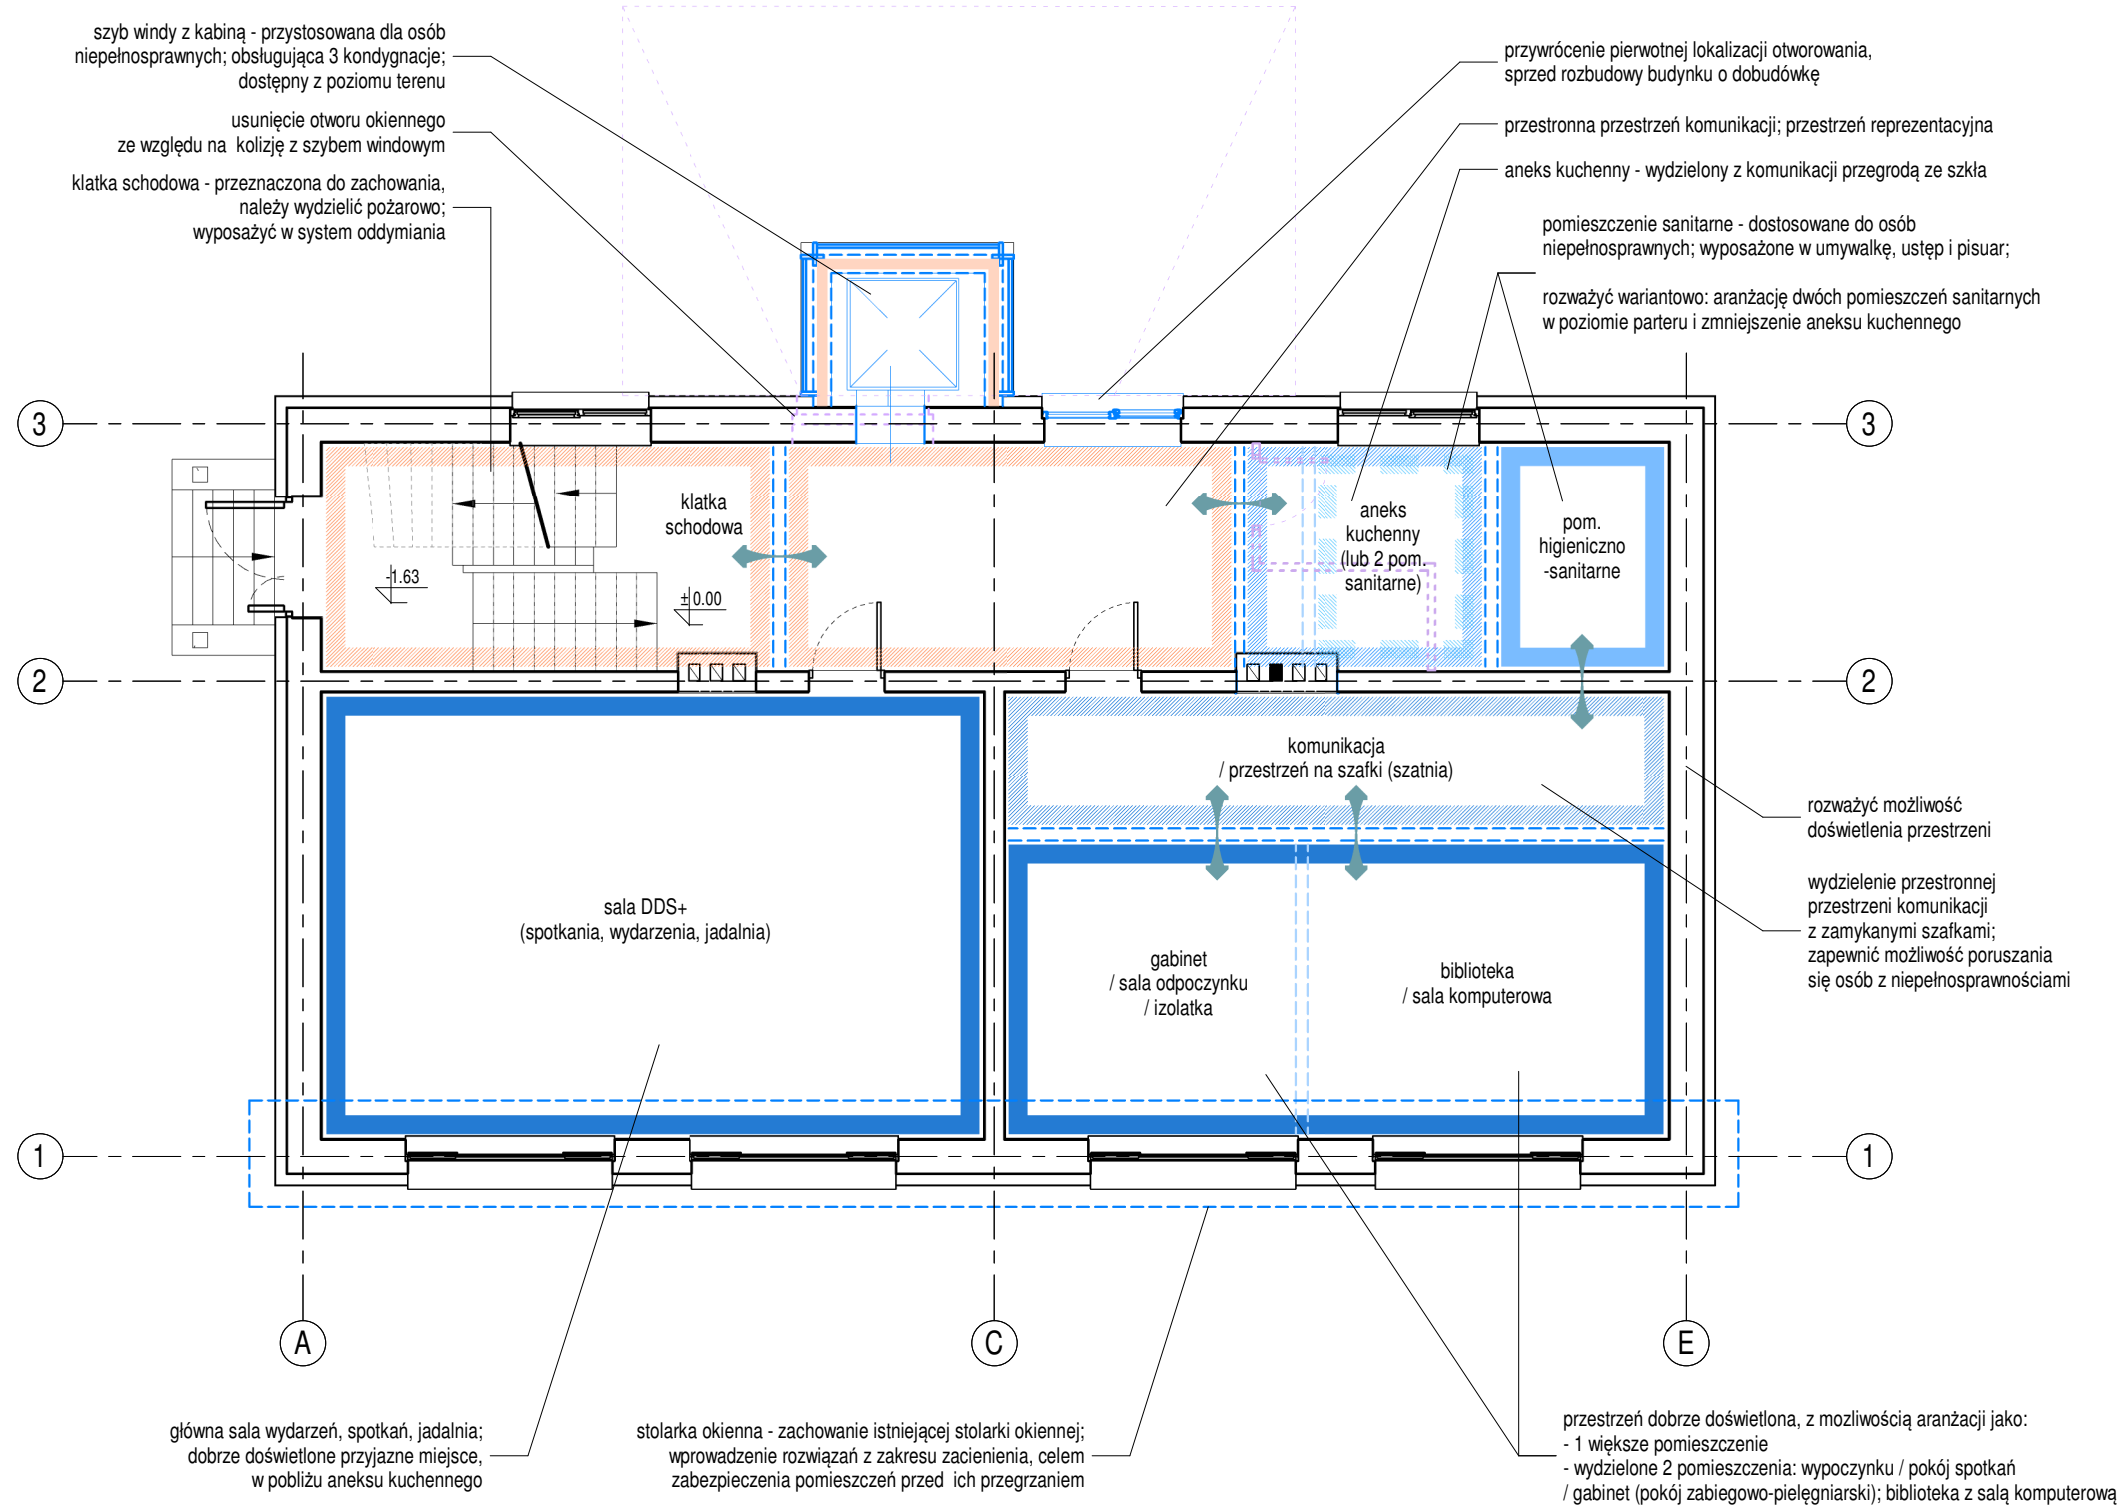 szyb windy z kabiną - przystosowana dla osób
niepełnosprawnych; obsługująca 3 kondygnacje;
dostępny z poziomu terenu
usunięcie otworu okiennego
ze względu na kolizję z szybem windowym
klatka schodowa - przeznaczona do zachowania,
należy wydzielić pożarowo;
wyposażyć w system oddymiania
przywrócenie pierwotnej lokalizacji otworowania,
sprzed rozbudowy budynku o dobudówkę
przestronna przestrzeń komunikacji; przestrzeń reprezentacyjna
aneks kuchenny - wydzielony z komunikacji przegrodą ze szkła
pomieszczenie sanitarne - dostosowane do osób
niepełnosprawnych; wyposażone w umywalkę, ustęp i pisuar;
rozważyć wariantowo: aranżację dwóch pomieszczeń sanitarnych
w poziomie parteru i zmniejszenie aneksu kuchennego
3
3
klatka
schodowa
aneks
kuchenny
(lub 2 pom.
sanitarne)
pom.
higieniczno
-sanitarne
-1.63
±0.00
2
2
komunikacja
/ przestrzeń na szafki (szatnia)
rozważyć możliwość
doświetlenia przestrzeni
wydzielenie przestronnej
przestrzeni komunikacji
z zamykanymi szafkami;
zapewnić możliwość poruszania
się osób z niepełnosprawnościami
sala DDS+
(spotkania, wydarzenia, jadalnia)
gabinet
/ sala odpoczynku
/ izolatka
biblioteka
/ sala komputerowa
1
1
A
C
E
główna sala wydarzeń, spotkań, jadalnia;
dobrze doświetlone przyjazne miejsce,
w pobliżu aneksu kuchennego
stolarka okienna - zachowanie istniejącej stolarki okiennej;
wprowadzenie rozwiązań z zakresu zacienienia, celem
zabezpieczenia pomieszczeń przed ich przegrzaniem
przestrzeń dobrze doświetlona, z mozliwością aranżacji jako:
- 1 większe pomieszczenie
- wydzielone 2 pomieszczenia: wypoczynku / pokój spotkań
/ gabinet (pokój zabiegowo-pielęgniarski); biblioteka z salą komputerową